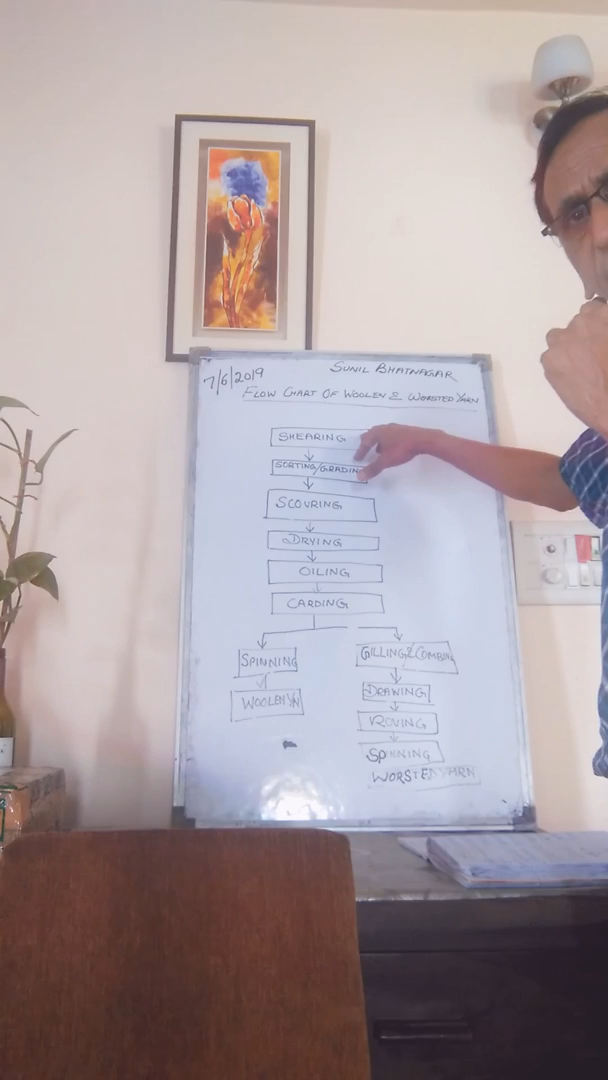 7/6/2019
SUNIL BHATNAGAR
FLOW CHART OF WOOLEN & WORSTED YARN
SHEARING
SORTING/GRADING
SCOURING
DRYING
OILING
CARDING
SPINNING
WOOLEN Y/N
GILLING & COMBING
DRAWING
ROVING
SPINNING
WORSTED YARN